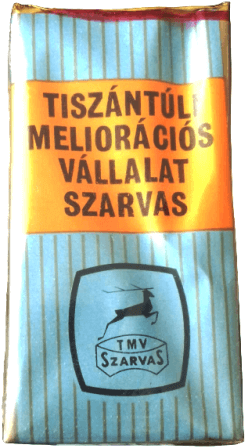 TISZÁNTÚLI
MELIORÁCIÓS
VÁLLALAT
SZARVAS
TMV
SZARVAS